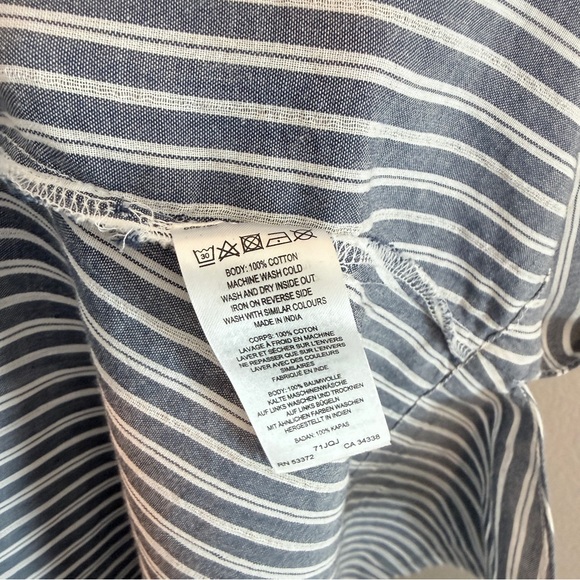 30
BODY: 100% COTTON
MACHINE WASH COLD
WASH AND DRY INSIDE OUT
IRON ON REVERSE SIDE
WASH WITH SIMILAR COLOURS
MADE IN INDIA
CORPS: 100% COTON
LAVAGE À FROID EN MACHINE
LAVER ET SÉCHER SUR L'ENVERS
NE REPASSER QUE SUR L'ENVERS
LAVER AVEC DES COULEURS
SIMILAIRES
FABRIQUÉ EN INDE
BODY: 100% BAUMWOLLE
KALTE MASCHINENWÄSCHE
AUF LINKS WASCHEN UND TROCKNEN
AUF LINKS BÜGELN
MIT ÄHNLICHEN FARBEN WASCHEN
HERGESTELLT IN INDIEN
BADAN: 100% KAPAS
71JQJ
RN 53372 CA 34338